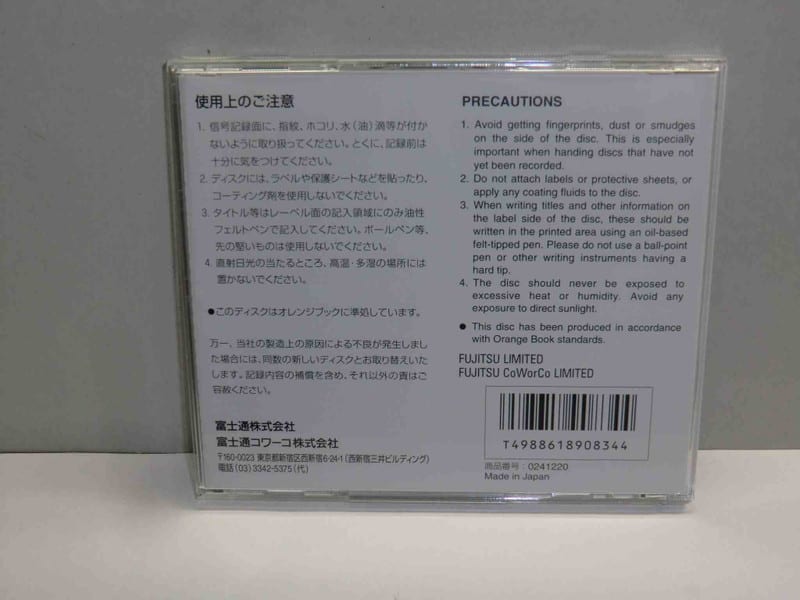 使用上のご注意
1. 信号記録面に、指紋、ホコリ、水(油)滴等が付か
ないように取り扱ってください。とくに、記録前は
十分に気をつけてください。
2. ディスクには、ラベルや保護シートなどを貼ったり、
コーティング剤を使用しないでください。
3. タイトル等はレーベル面の記入領域にのみ油性
フェルトペンで記入してください。ボールペン等、
先の堅いものは使用しないでください。
4. 直射日光の当たるところ、高温・多湿の場所には
置かないでください。
●このディスクはオレンジブックに準処しています。
万一、当社の製造上の原因による不良が発生しまし
た場合には、同数の新しいディスクとお取り替えいた
します。記録内容の補償を含め、それ以外の責はご
容赦ください。
富士通株式会社
富士通コワーコ株式会社
〒160-0023 東京都新宿区西新宿6-24-1(西新宿三井ビルディング)
電話(03)3342-5375(代)
PRECAUTIONS
1. Avoid getting fingerprints, dust or smudges
on the side of the disc. This is especially
important when handing discs that have not
yet been recorded.
2. Do not attach labels or protective sheets, or
apply any coating fluids to the disc.
3. When writing titles and other information on
the label side of the disc, these should be
written in the printed area using an oil-based
felt-tipped pen. Please do not use a ball-point
pen or other writing instruments having a
hard tip.
4. The disc should never be exposed to
excessive heat or humidity. Avoid any
exposure to direct sunlight.
● This disc has been produced in accordance
with Orange Book standards.
FUJITSU LIMITED
FUJITSU CoWorCo LIMITED
T4988618908344
商品番号:0241220
Made in Japan